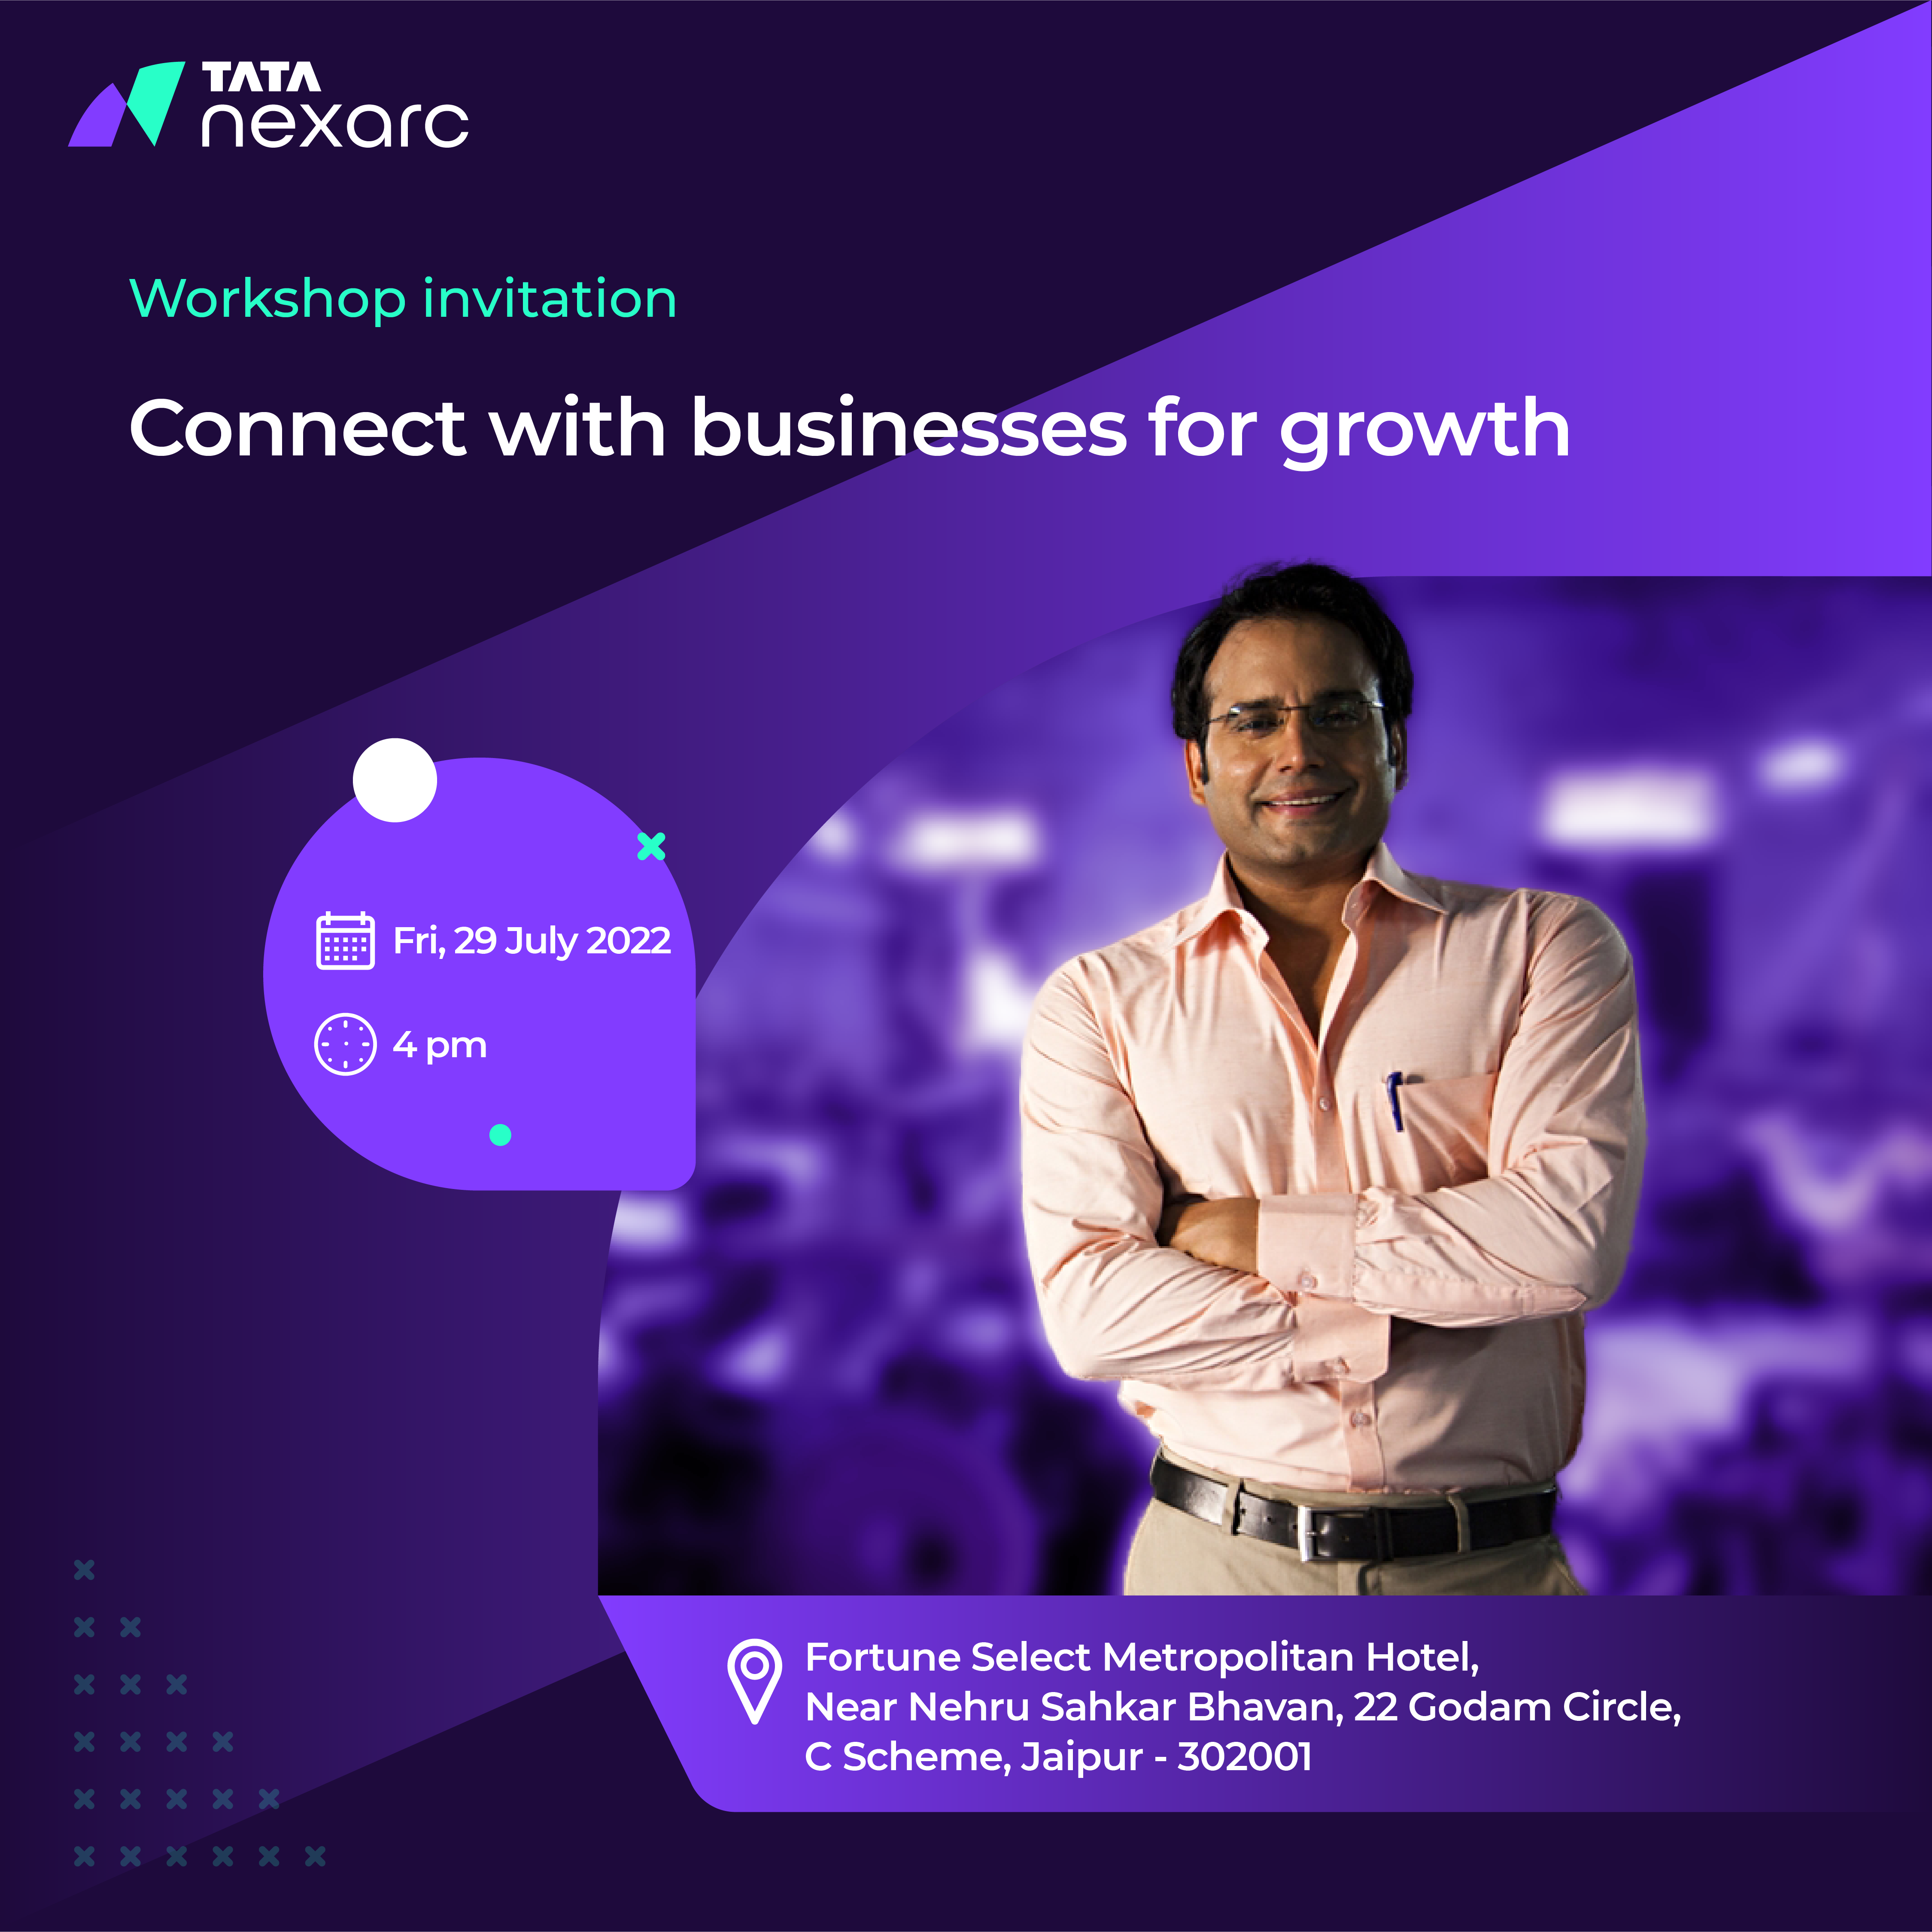 TATA
nexarc
Workshop invitation
Connect with businesses for growth
Fri, 29 July 2022
4 pm
Fortune Select Metropolitan Hotel,
Near Nehru Sahkar Bhavan, 22 Godam Circle,
C Scheme, Jaipur - 302001